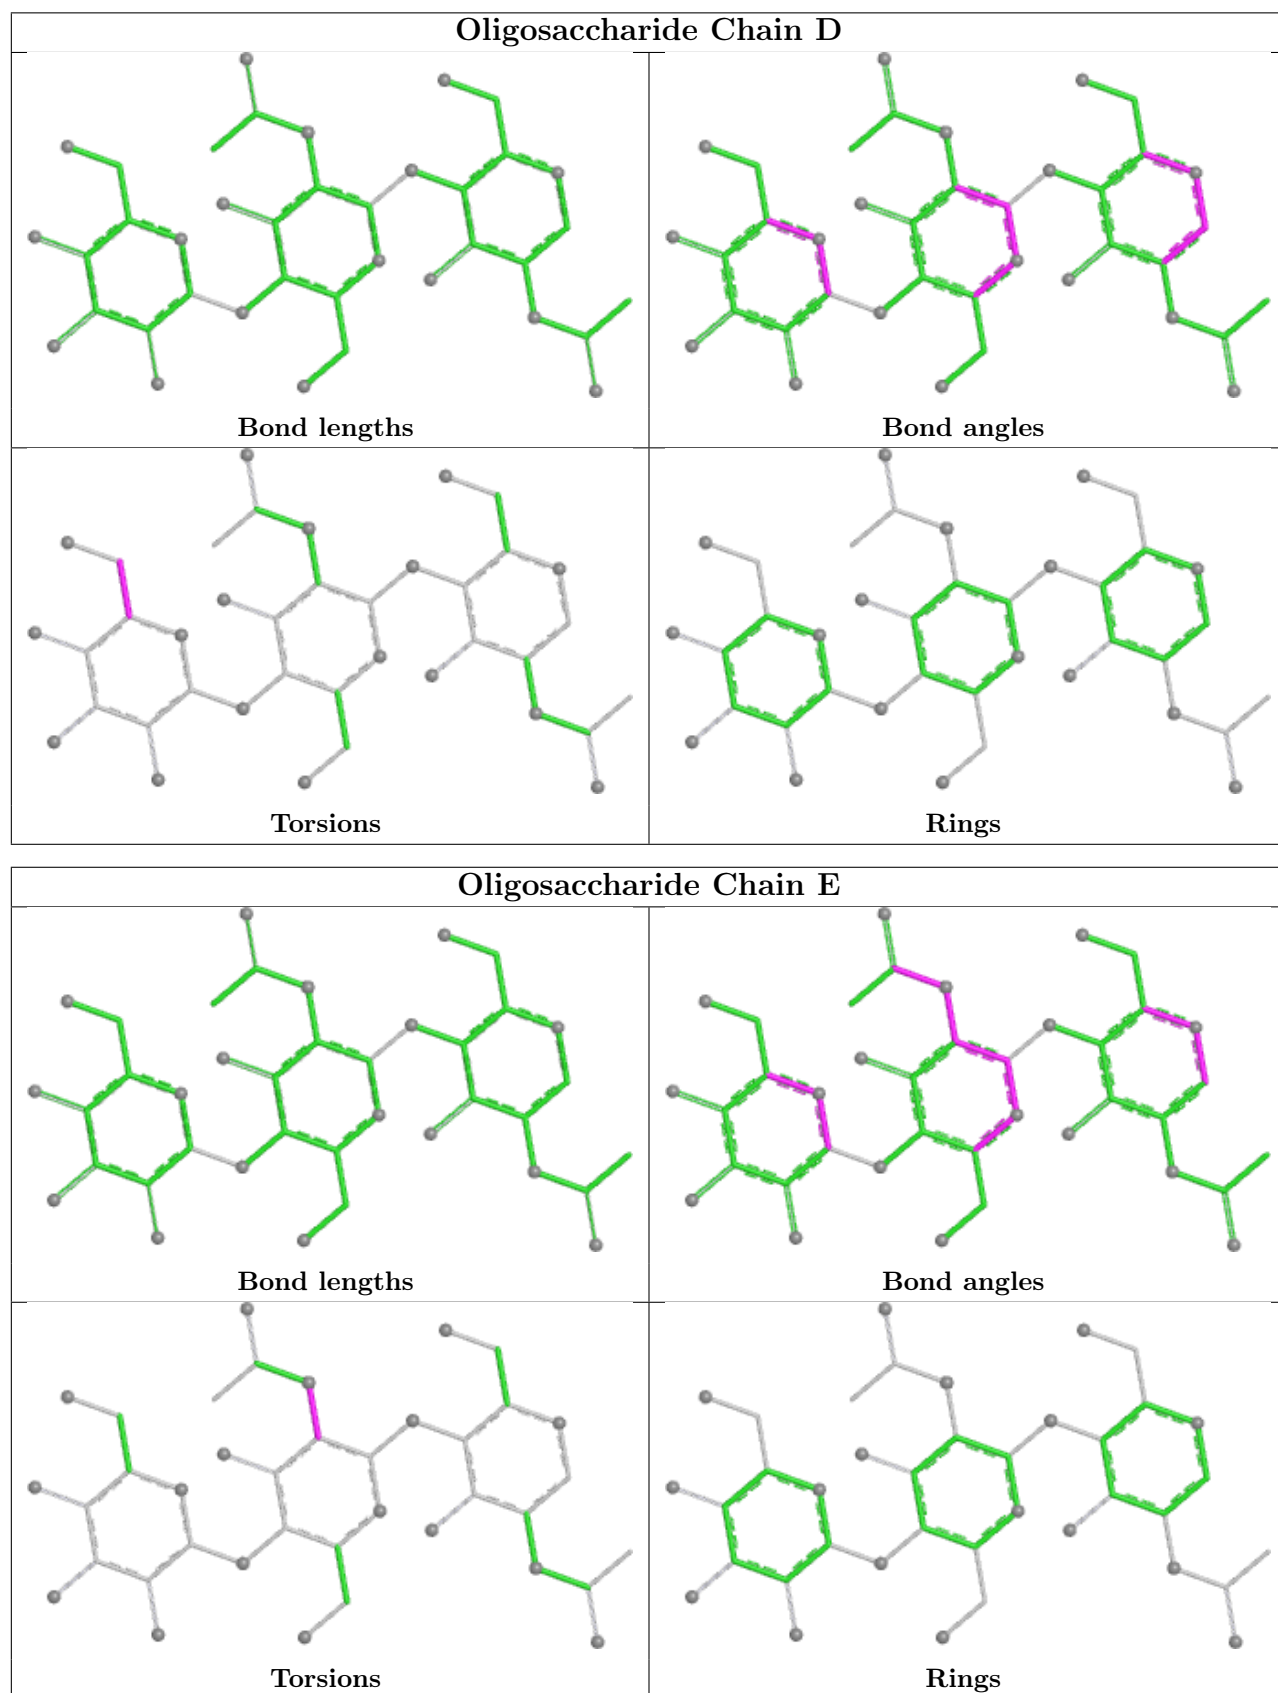 Oligosaccharide Chain D
Bond lengths
Bond angles
Torsions
Rings
Oligosaccharide Chain E
Bond lengths
Bond angles
Torsions
Rings